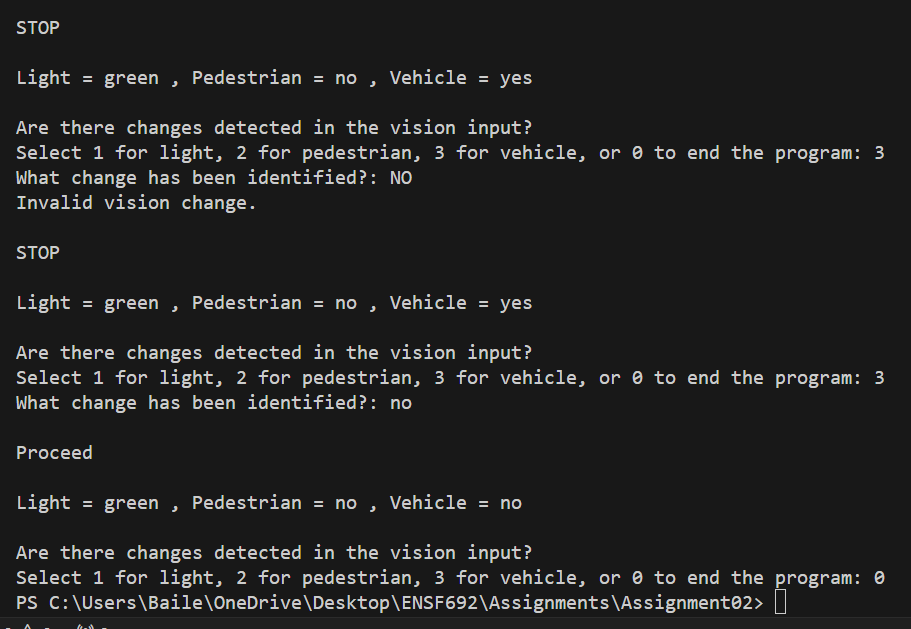 STOP
Light = green , Pedestrian = no , Vehicle = yes
Are there changes detected in the vision input?
Select 1 for light, 2 for pedestrian, 3 for vehicle, or 0 to end the program: 3
What change has been identified?: NO
Invalid vision change.
STOP
Light = green , Pedestrian = no , Vehicle = yes
Are there changes detected in the vision input?
Select 1 for light, 2 for pedestrian, 3 for vehicle, or 0 to end the program: 3
What change has been identified?: no
Proceed
Light = green , Pedestrian = no , Vehicle = no
Are there changes detected in the vision input?
Select 1 for light, 2 for pedestrian, 3 for vehicle, or 0 to end the program: 0
PS C:\Users\Baile\OneDrive\Desktop\ENSF692\Assignments\Assignment02>